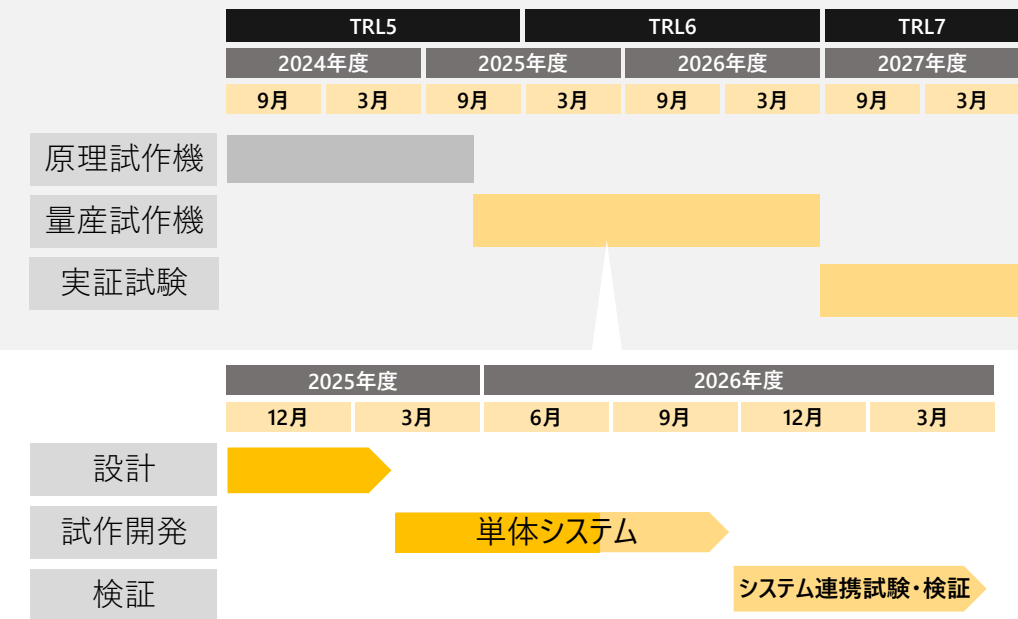 TRL5 TRL6 TRL7
2024年度 2025年度 2026年度 2027年度
9月 3月 9月 3月 9月 3月 9月 3月
原理試作機
量産試作機
実証試験
2025年度 2026年度
12月 3月 6月 9月 12月 3月
設計
試作開発 単体システム
検証 システム連携試験・検証